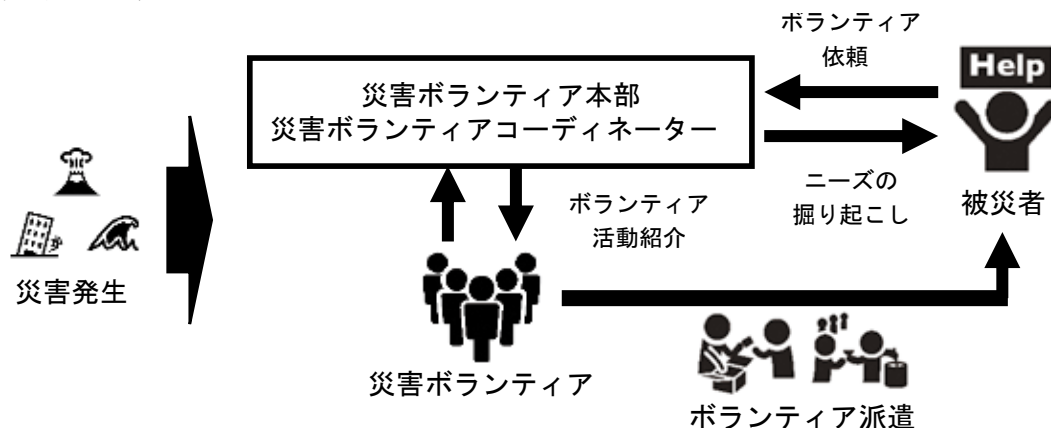 ボランティア
依頼
Help
災害ボランティア本部
災害ボランティアコーディネーター
ニーズの
掘り起こし
被災者
ボランティア
活動紹介
災害発生
災害ボランティア
ボランティア派遣